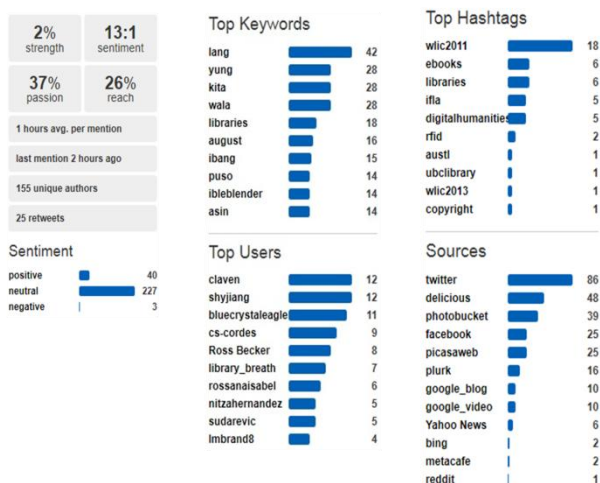 2% 13:1
strength sentiment
37% 26%
passion reach
1 hours avg. per mention
last mention 2 hours ago
155 unique authors
25 retweets
Sentiment
positive 40
neutral 227
negative 3
Top Keywords
lang 42
yung 28
kita 28
wala 28
libraries 18
august 16
ibang 15
puso 14
ibleblender 14
asin 14
Top Users
claven 12
shyjiang 12
bluecrystaleagle 11
cs-cordes 9
Ross Becker 8
library_breath 7
rossanaisabel 6
nitzahernandez 5
sudarevic 5
lmbrand8 4
Top Hashtags
wlic2011 18
ebooks 6
libraries 6
ifla 5
digitalhumanities 5
rfid 2
austl 1
ubclibrary 1
wlic2013 1
copyright 1
Sources
twitter 86
delicious 48
photobucket 39
facebook 25
picasaweb 25
plurk 16
google_blog 10
google_video 10
Yahoo News 6
bing 2
metacafe 2
reddit 1